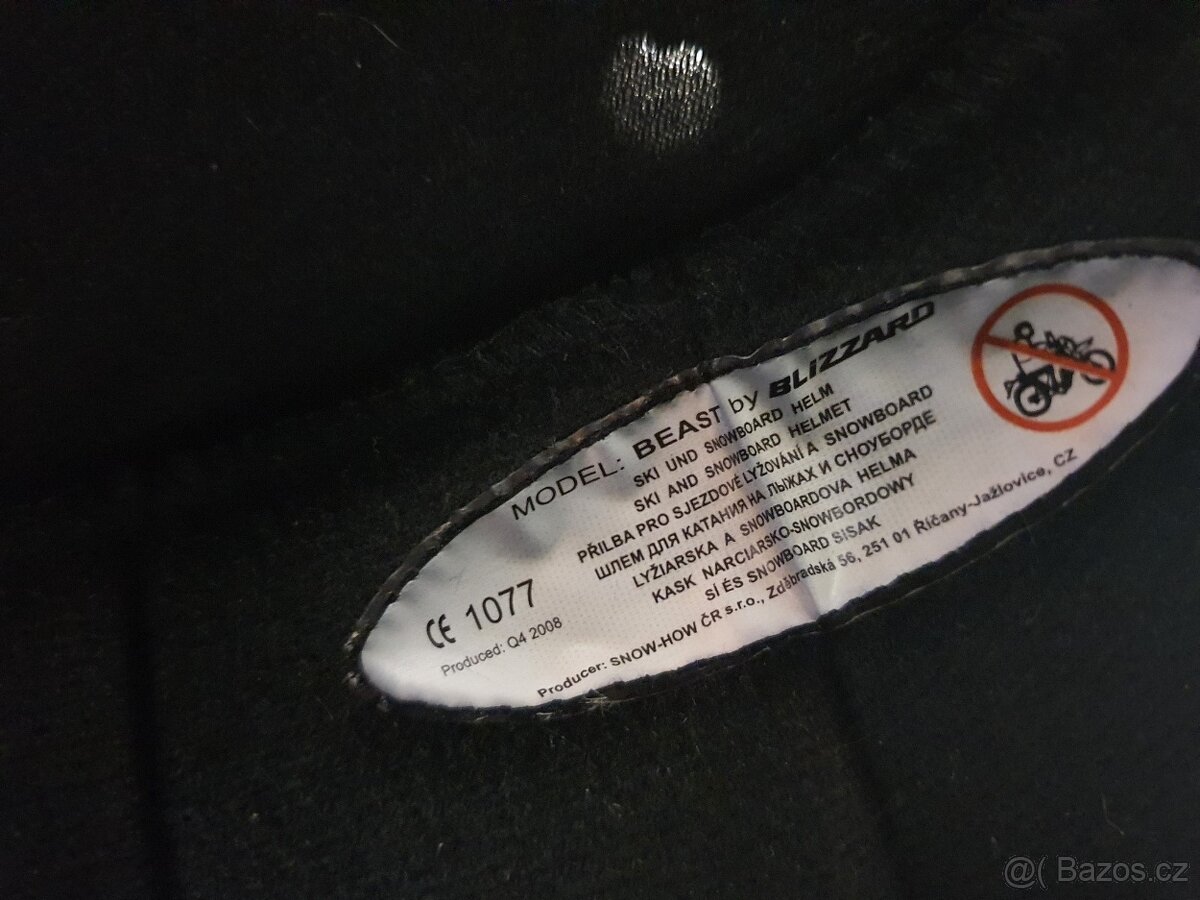 MODEL: BEAST by BLIZZARD
SKI UND SNOWBOARD HELM
SKI AND SNOWBOARD HELMET
PŘILBA PRO SJEZDOVÉ LYŽOVÁNÍ A SNOWBOARD
ШЛЕМ ДЛЯ КАТАНИЯ НА ЛЫЖАХ И СНОУБОРДЕ
LYŽIARSKA A SNOWBOARDOVA HELMA
KASK NARCIARSKO-SNOWBORDOWY
SÍ ÉS SNOWBOARD SISAK
CE 1077
Produced: Q4 2008
Producer: SNOW-HOW ČR s.r.o., Zděbradská 56, 251 01 Říčany-Jažlovice, CZ
@( Bazos.cz